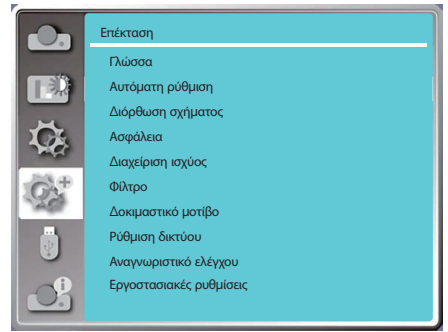 Επέκταση
Γλώσσα
Αυτόματη ρύθμιση
Διόρθωση σχήματος
Ασφάλεια
Διαχείριση ισχύος
Φίλτρο
Δοκιμαστικό μοτίβο
Ρύθμιση δικτύου
Αναγνωριστικό ελέγχου
Εργοστασιακές ρυθμίσεις